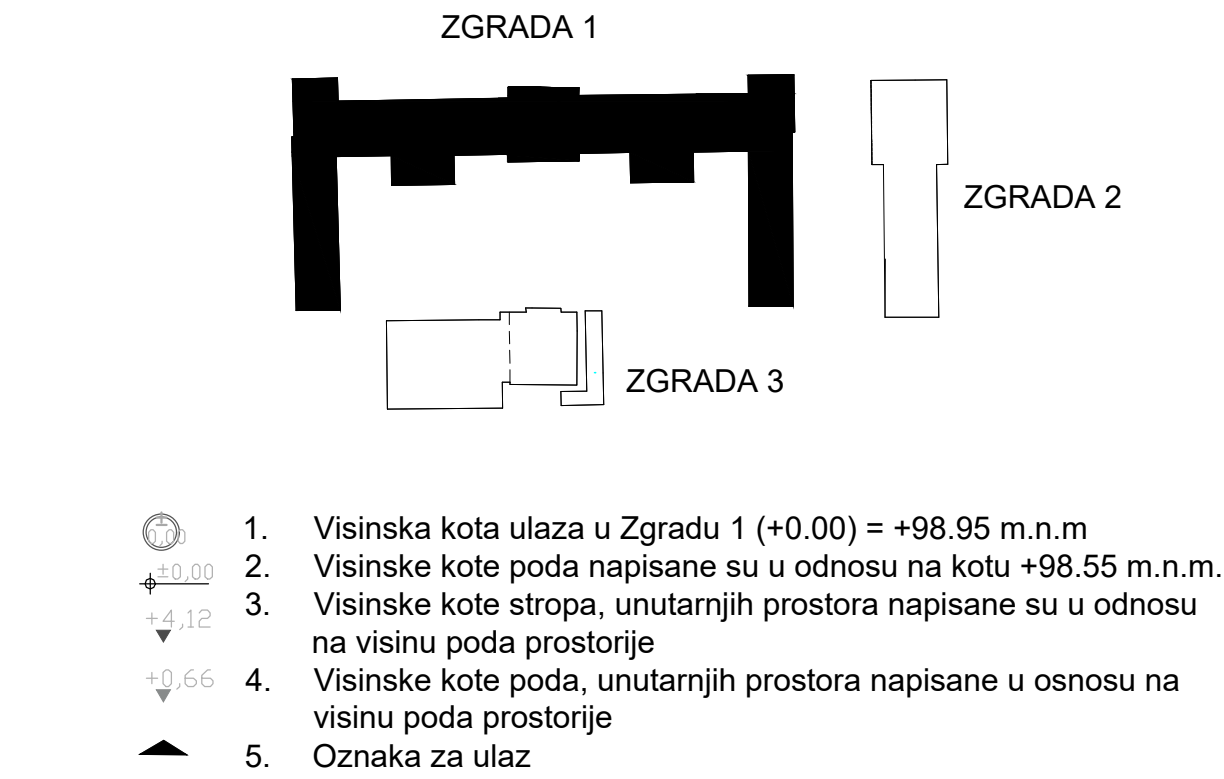 ZGRADA 1
ZGRADA 2
ZGRADA 3
±
0,00 1. Visinska kota ulaza u Zgradu 1 (+0.00) = +98.95 m.n.m
±0,00 2. Visinske kote poda napisane su u odnosu na kotu +98.55 m.n.m.
+4,12 3. Visinske kote stropa, unutarnjih prostora napisane su u odnosu
na visinu poda prostorije
+0,66 4. Visinske kote poda, unutarnjih prostora napisane u osnosu na
visinu poda prostorije
5. Oznaka za ulaz